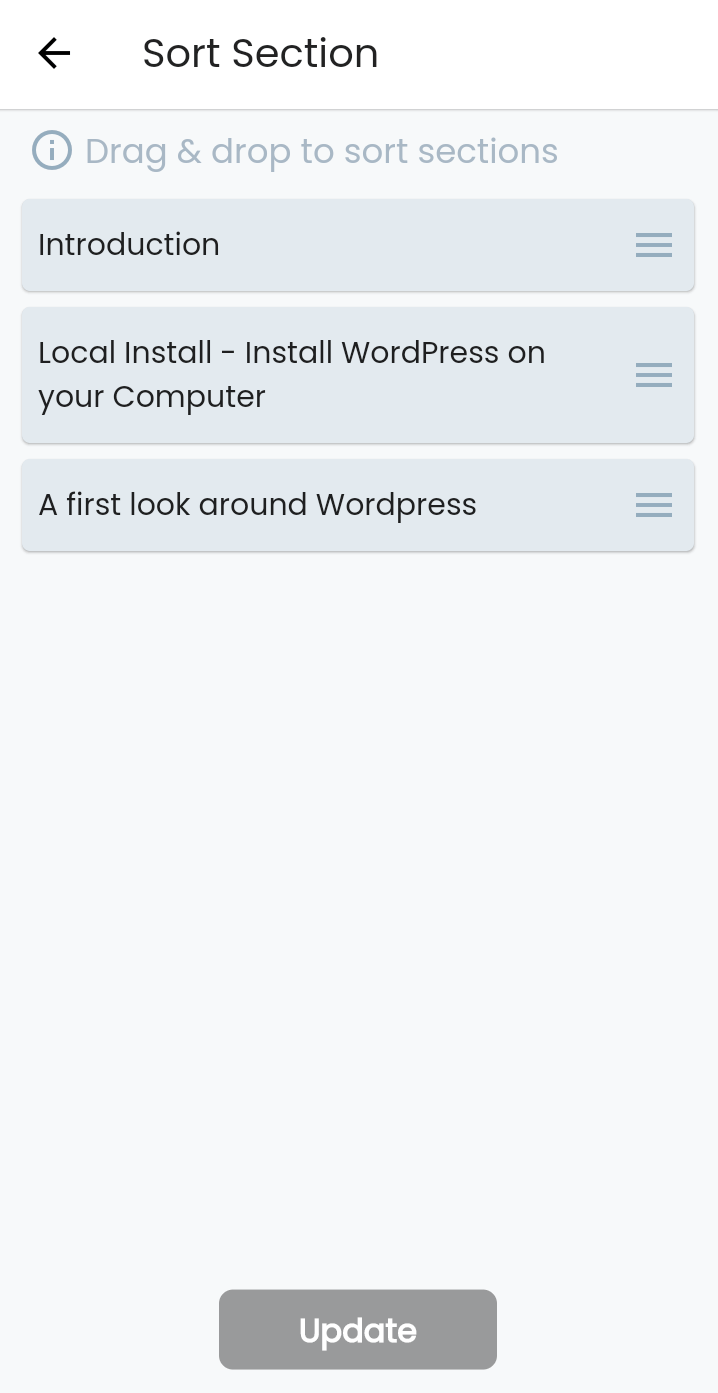 Sort Section
Drag & drop to sort sections
Introduction
Local Install - Install WordPress on
your Computer
A first look around Wordpress
Update